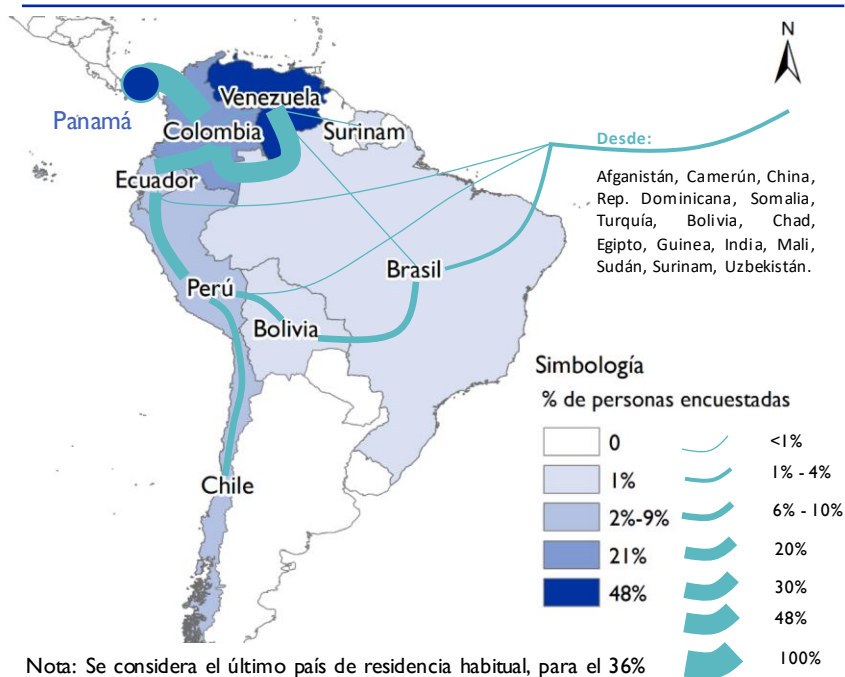 N
Venezuela
Panamá
Colombia
Surinam
Desde:
Ecuador
Afganistán, Camerún, China,
Rep. Dominicana, Somalia,
Turquía, Bolivia, Chad,
Egipto, Guinea, India, Mali,
Sudán, Surinam, Uzbekistán.
Brasil
Perú
Bolivia
Chile
Simbología
% de personas encuestadas
0
1%
2%-9%
21%
48%
<1%
1% - 4%
6% - 10%
20%
30%
48%
100%
Nota: Se considera el último país de residencia habitual, para el 36%